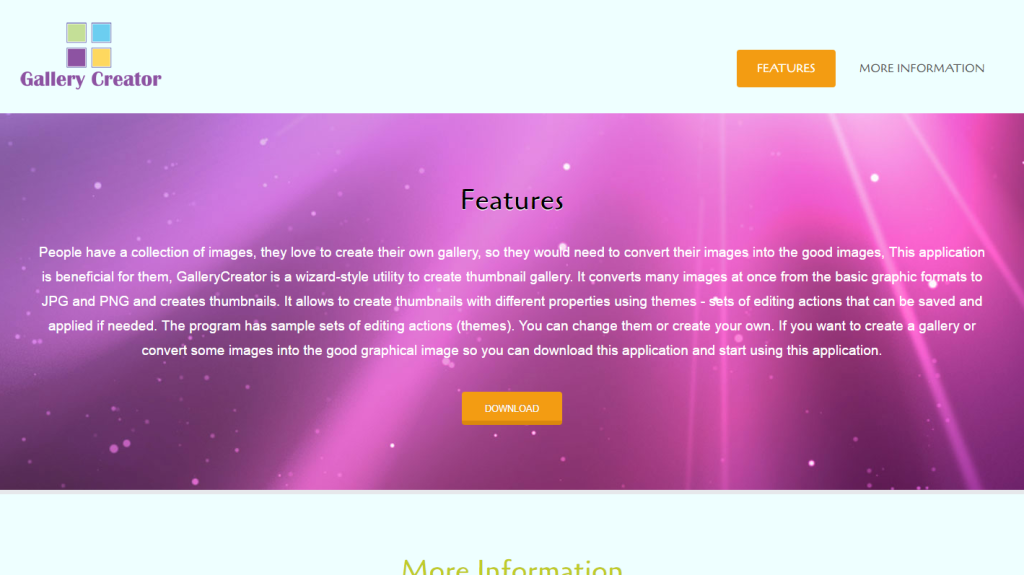 Gallery Creator
FEATURES
MORE INFORMATION
Features
People have a collection of images, they love to create their own gallery, so they would need to convert their images into the good images, This application
is beneficial for them, GalleryCreator is a wizard-style utility to create thumbnail gallery. It converts many images at once from the basic graphic formats to
JPG and PNG and creates thumbnails. It allows to create thumbnails with different properties using themes - sets of editing actions that can be saved and
applied if needed. The program has sample sets of editing actions (themes). You can change them or create your own. If you want to create a gallery or
convert some images into the good graphical image so you can download this application and start using this application.
DOWNLOAD
More Information